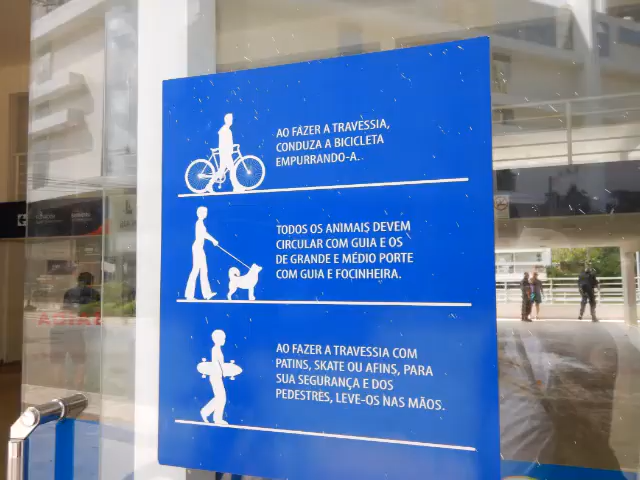 AO FAZER A TRAVESSIA,
CONDUZA A BICICLETA
EMPURRANDO-A.
TODOS OS ANIMAIS DEVEM
CIRCULAR COM GUIA E OS
DE GRANDE E MÉDIO PORTE
COM GUIA E FOCINHEIRA.
AO FAZER A TRAVESSIA COM
PATINS, SKATE OU AFINS, PARA
SUA SEGURANÇA E DOS
PEDESTRES, LEVE-OS NAS MÃOS.